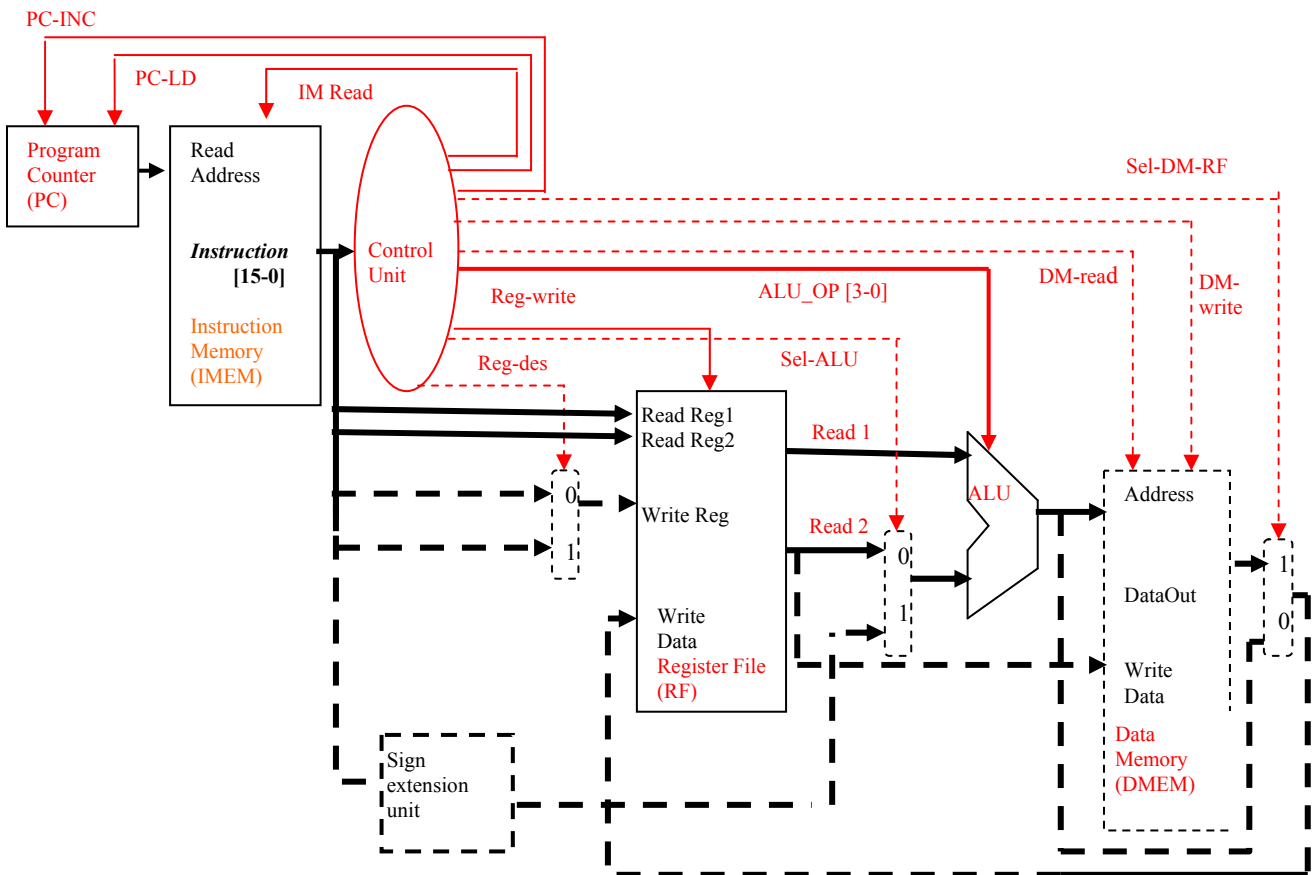 PC-INC
PC-LD
IM Read
Program
Counter
(PC)
Read
Address
Instruction
[15-0]
Instruction
Memory
(IMEM)
Control
Unit
Sel-DM-RF
Reg-write
ALU_OP [3-0]
DM-read
DM-
write
Reg-des
Sel-ALU
Read Reg1
Read Reg2
Write Reg
Write
Data
Register File
(RF)
0
1
Read 1
Read 2
0
1
ALU
Address
DataOut
Write
Data
Data
Memory
(DMEM)
1
0
Sign
extension
unit